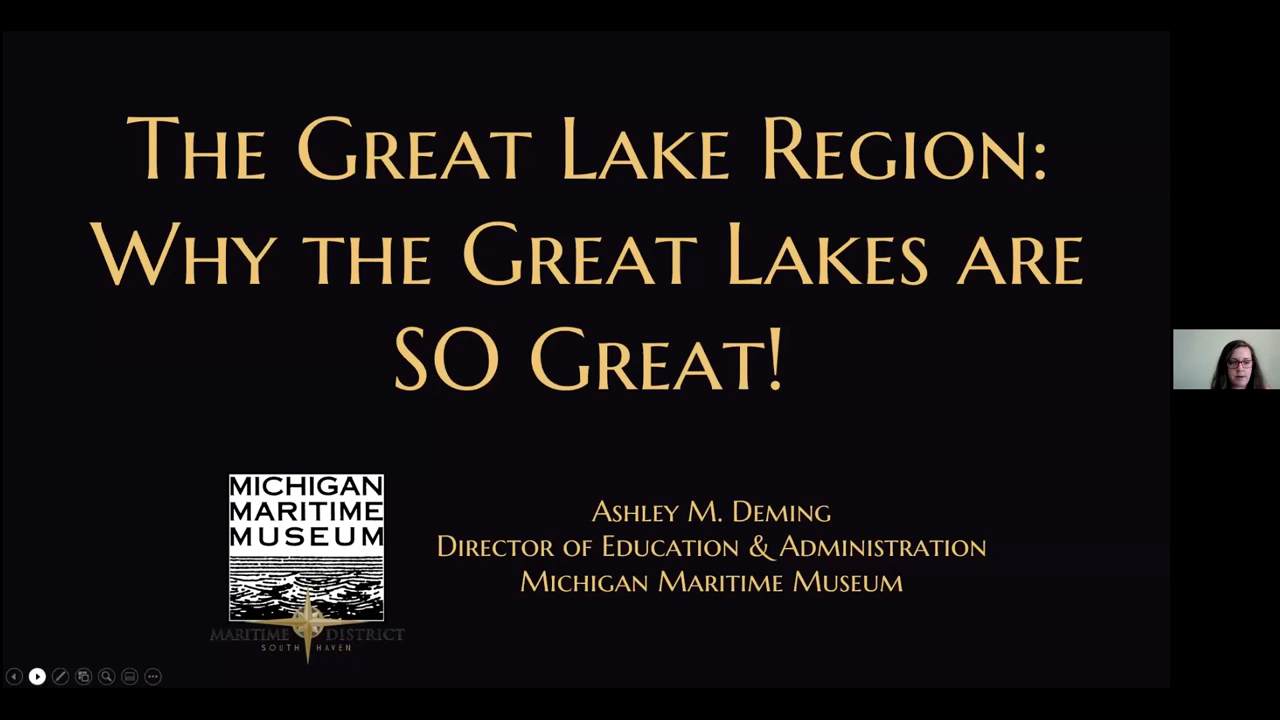 The Great Lake Region:
Why the Great Lakes are
SO Great!
MICHIGAN
MARITIME
MUSEUM
MARITIME DISTRICT
SOUTH HAVEN
Ashley M. Deming
Director of Education & Administration
Michigan Maritime Museum